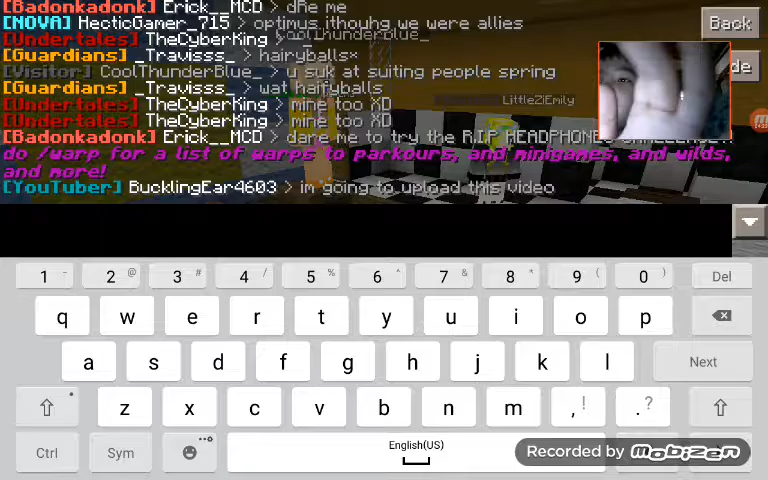 [Badonkadonk] Erick__MCD > dRe me
[NOVA] HecticGamer_715 > optimus ithouhg we were allies
[Undertales] TheCyberKing >
CoolThunderBlue_
[Guardians] _Travisss_ > hairyballs*
[Visitor] CoolThunderBlue_ > u suk at suiting people spring
[Guardians] _Travisss_ > wat haifyballs
[Undertales] TheCyberKing > mine too XD
[Undertales] TheCyberKing > mine too XD
[Badonkadonk] Erick__MCD > dare me to try the R.I.P HEADPHONES CHALLENGE!!
do /warp for a list of warps to parkours, and minigames, and wilds,
and more!
[YouTuber] BucklingEar4603 > im going to upload this video
LittleZIEmily
Back
de
1 - 2 @ 3 # 4 / 5 % 6 ^ 7 & 8 * 9 ( 0 ) Del
q w e r t y u i o p
a s d f g h j k l Next
z x c v b n m , ! . ?
Ctrl Sym English(US)
Recorded by Mobizen